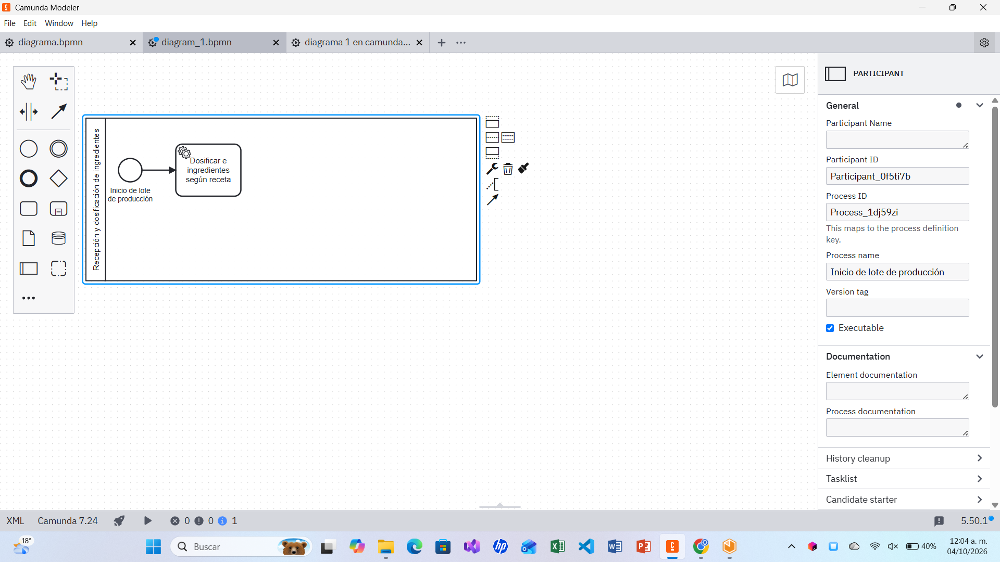 Camunda Modeler
File Edit Window Help
diagrama.bpmn
diagram_1.bpmn
diagrama 1 en camunda...
Recepción y dosificación de ingredientes
Inicio de lote
de producción
Dosificar e
ingredientes
según receta
PARTICIPANT
General
Participant Name
Participant ID
Participant_0f5ti7b
Process ID
Process_1dj59zi
This maps to the process definition
key.
Process name
Inicio de lote de producción
Version tag
Executable
Documentation
Element documentation
Process documentation
History cleanup
Tasklist
Candidate starter
XML Camunda 7.24 0 0 1 5.50.1
18°
Buscar
40%
12:04 a. m.
04/10/2026